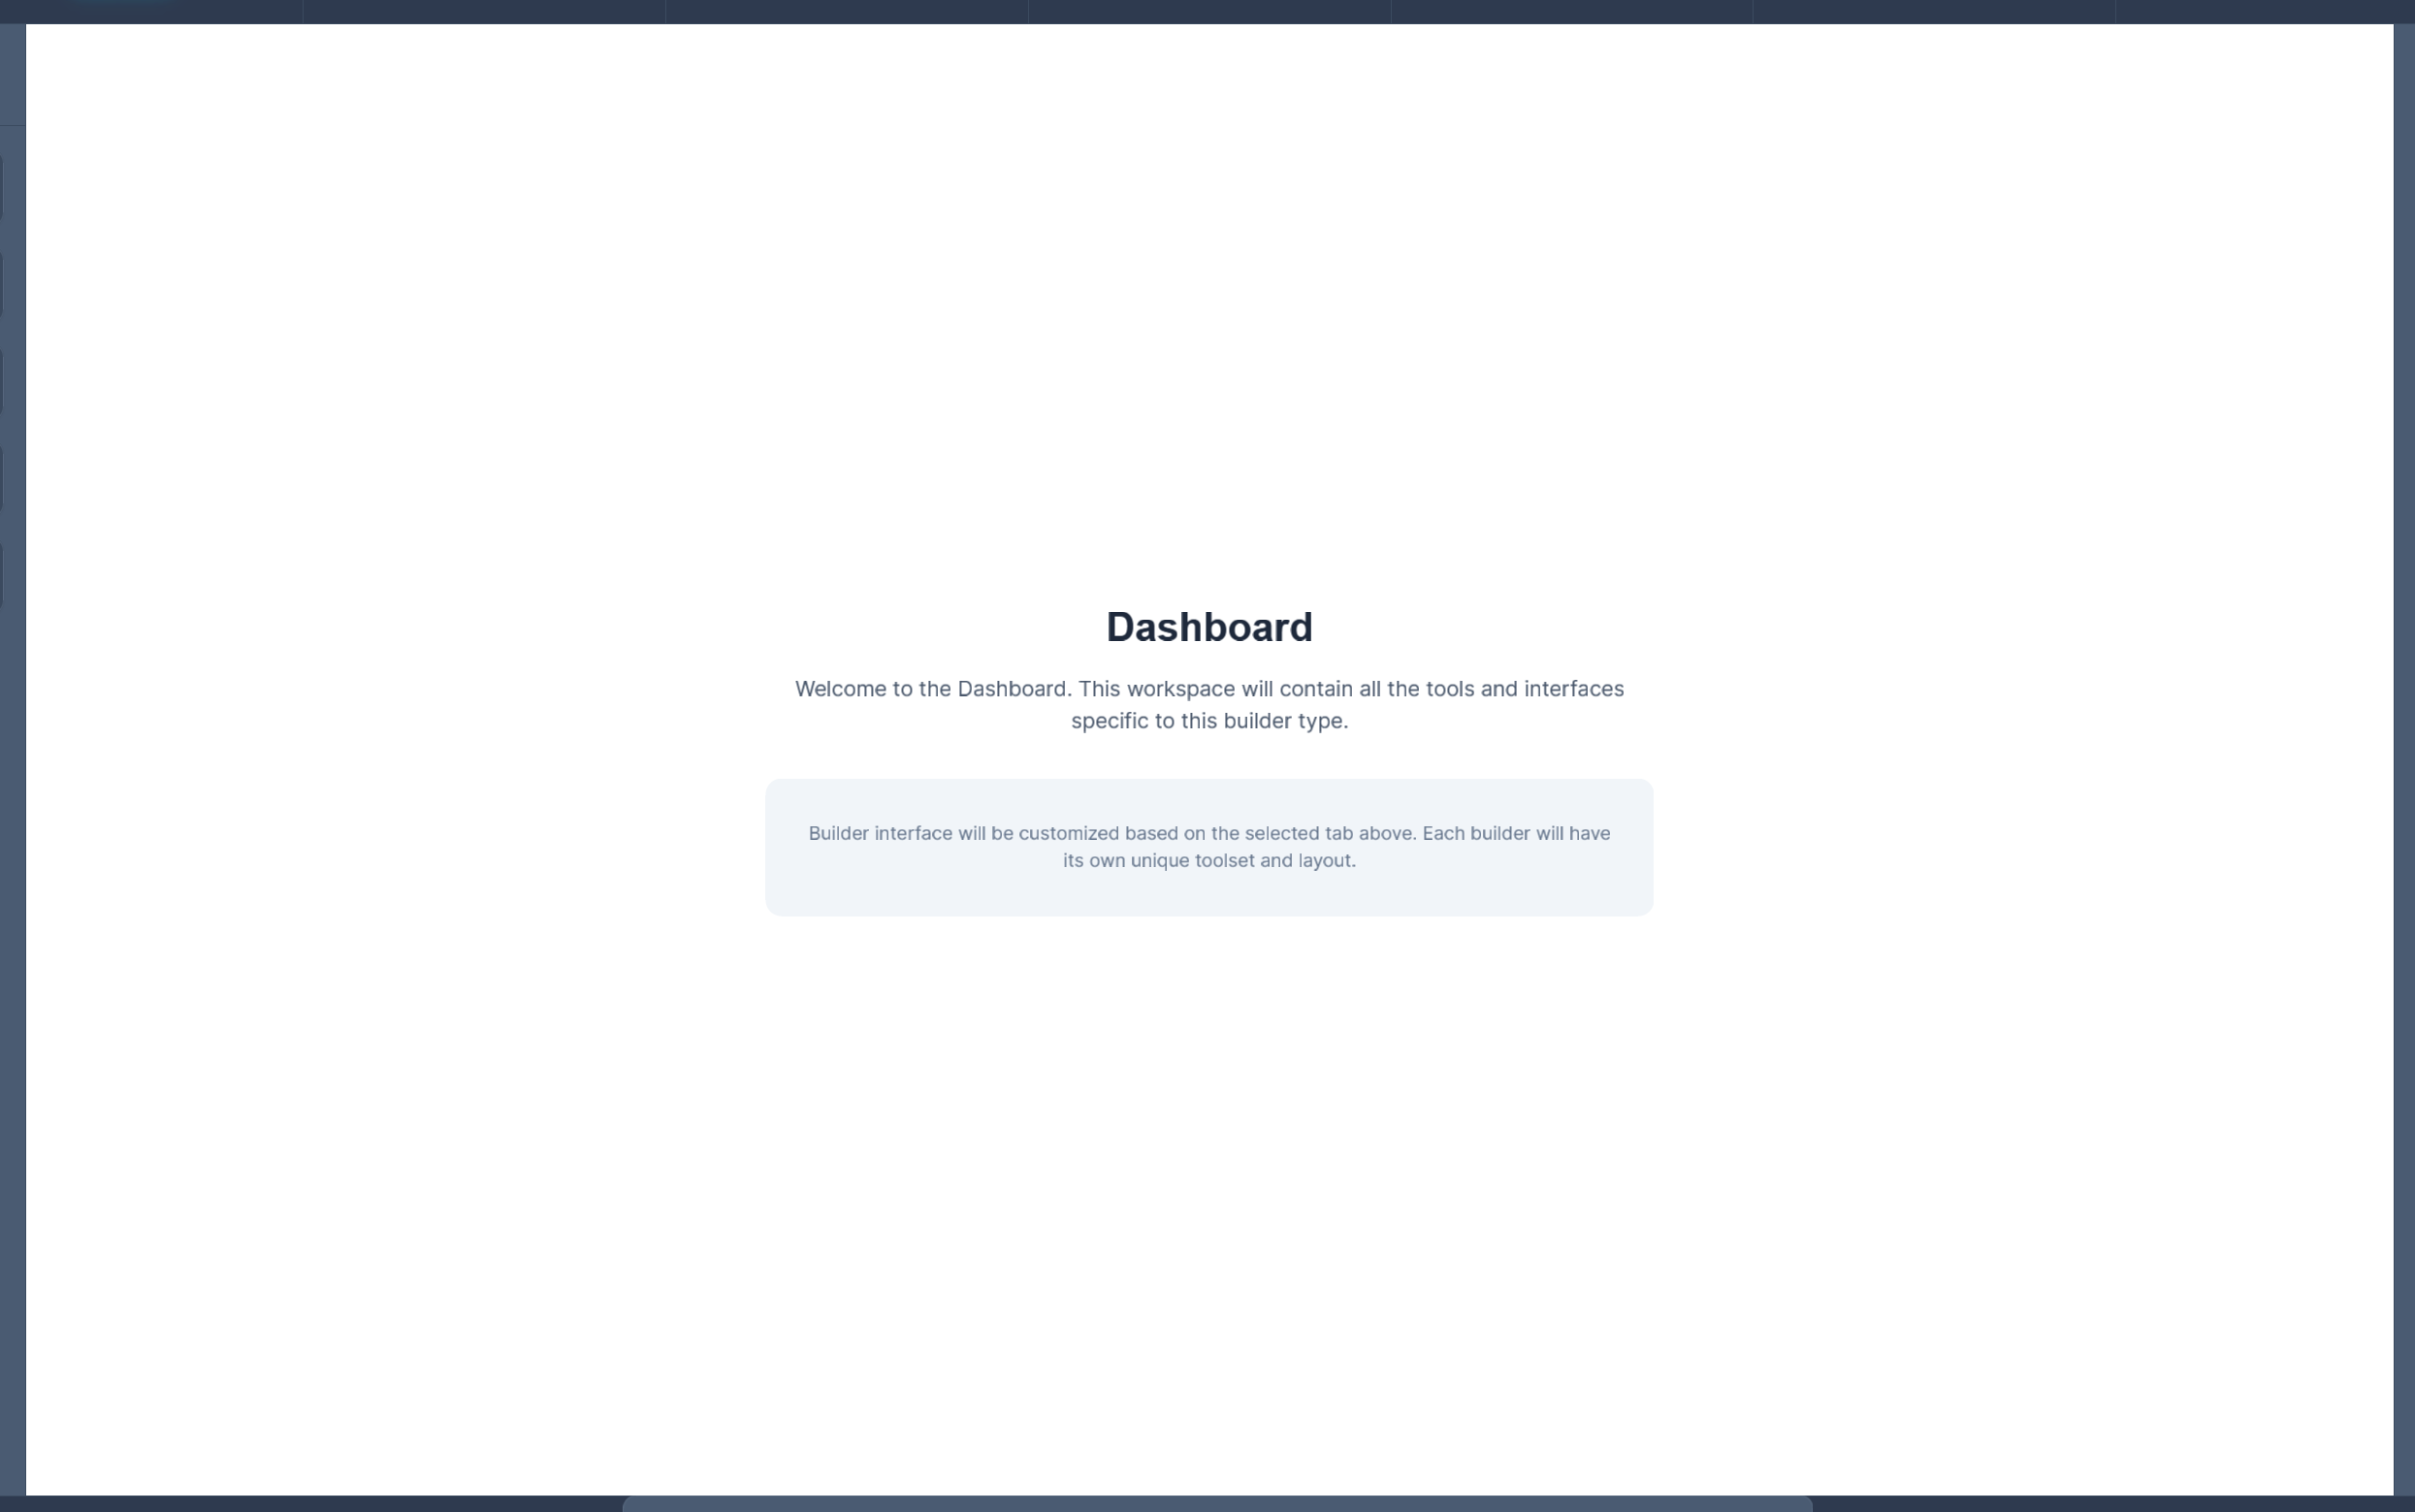 Dashboard
Welcome to the Dashboard. This workspace will contain all the tools and interfaces
specific to this builder type.
Builder interface will be customized based on the selected tab above. Each builder will have
its own unique toolset and layout.